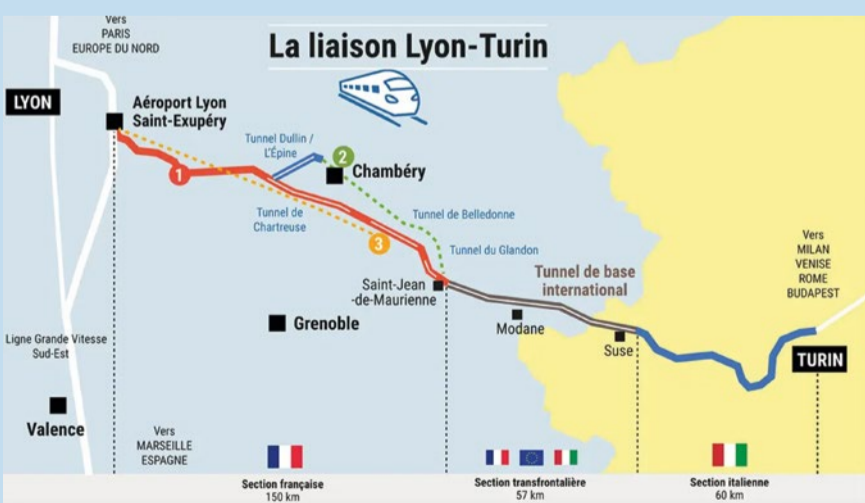 Vers
PARIS
EUROPE DU NORD
La liaison Lyon-Turin
LYON
Aéroport Lyon
Saint-Exupéry
Tunnel Dullin /
L'Épine
2
Chambéry
1
Tunnel de
Chartreuse
Tunnel de Belledonne
3
Tunnel du Glandon
Vers
MILAN
VENISE
ROME
BUDAPEST
Tunnel de base
international
Saint-Jean
-de-Maurienne
Grenoble
Modane
Ligne Grande Vitesse
Sud-Est
Suse
TURIN
Valence
Vers
MARSEILLE
ESPAGNE
Section française
150 km
Section transfrontalière
57 km
Section italienne
60 km